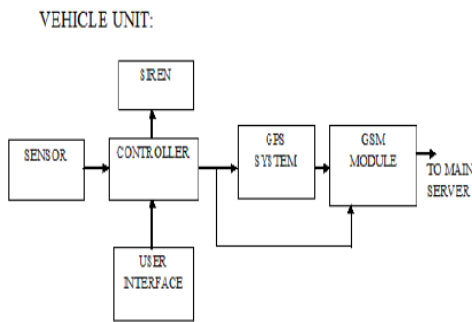 VEHICLE UNIT:
SIREN
SENSOR
CONTROLLER
GPS
SYSTEM
GSM
MODULE
TO MAIN
SERVER
USER
INTERFACE